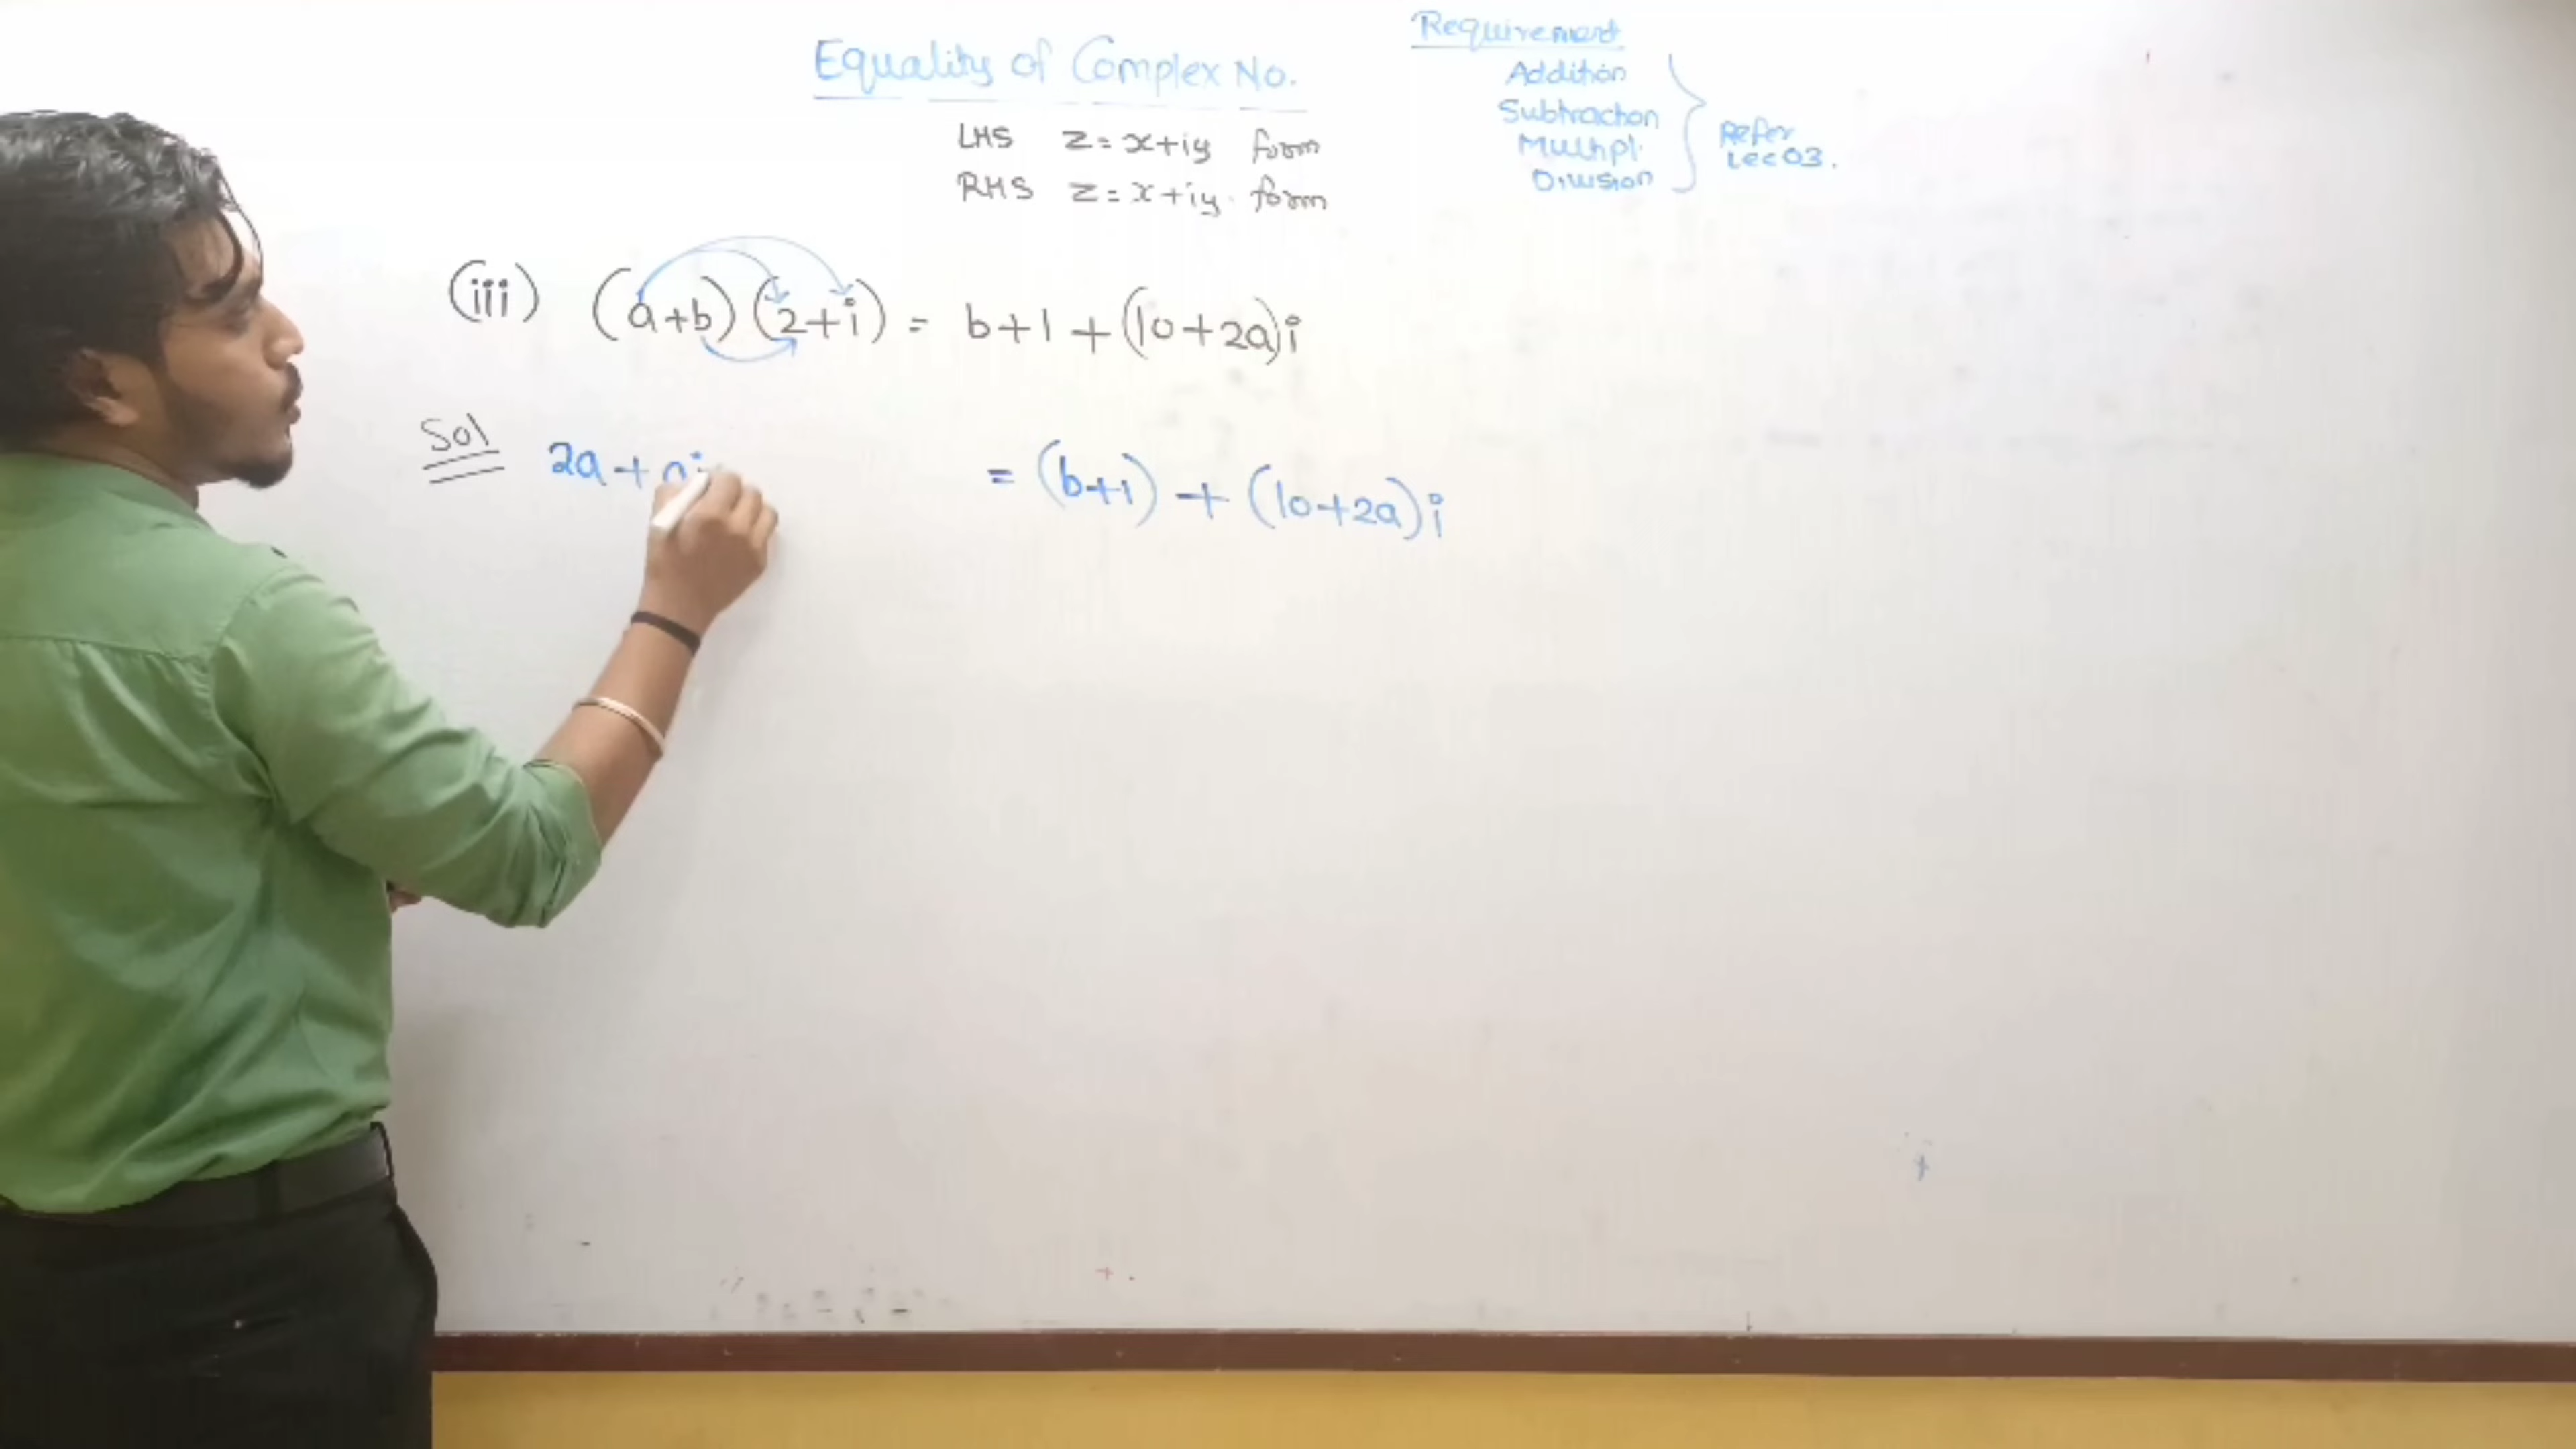 Equality of Complex No.
LHS z = x+iy form
RHS z = x+iy form
Requirement
Addition
Subtraction
Multipl.
Division
Refer
Lec 03.
(iii) (a+b)(2+i) = b+1+(10+2a)i
Sol 2a + ai = (b+1) + (10+2a)i